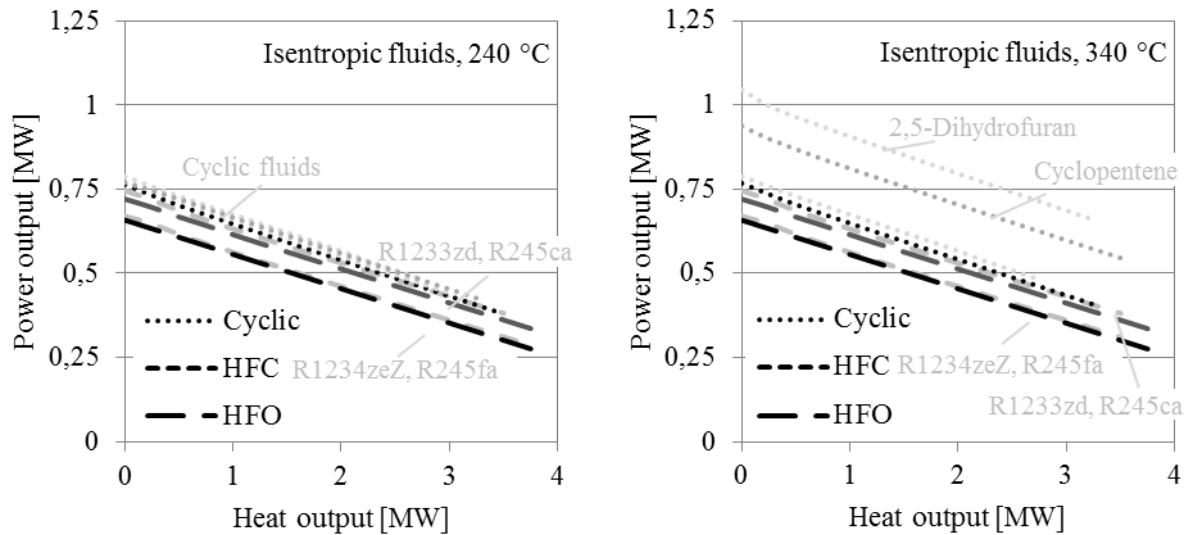 1,25
Isentropic fluids, 240 °C
1
Cyclic fluids
0,75
R1233zd, R245ca
0,5
Cyclic
HFC
R1234zeZ, R245fa
0,25
HFO
0
0 1 2 3 4
Power output [MW]
Heat output [MW]
1,25
Isentropic fluids, 340 °C
1
2,5-Dihydrofuran
Cyclopentene
0,75
0,5
Cyclic
HFC
R1234zeZ, R245fa
0,25
R1233zd, R245ca
HFO
0
0 1 2 3 4
Power output [MW]
Heat output [MW]